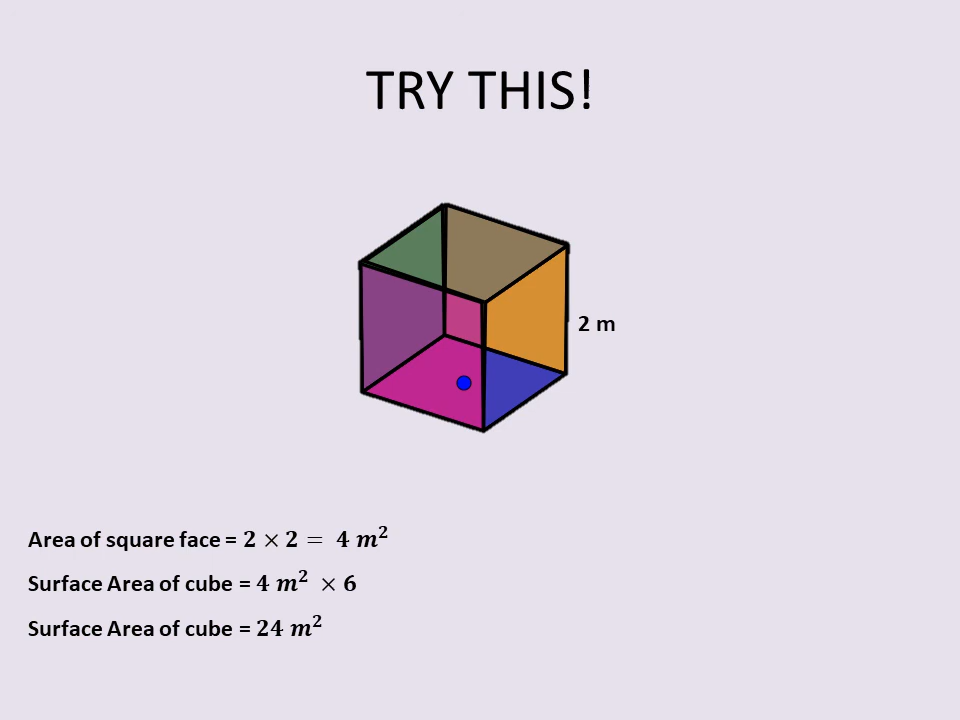 TRY THIS!
2 m
Area of square face = 2 × 2 = 4 m²
Surface Area of cube = 4 m² × 6
Surface Area of cube = 24 m²